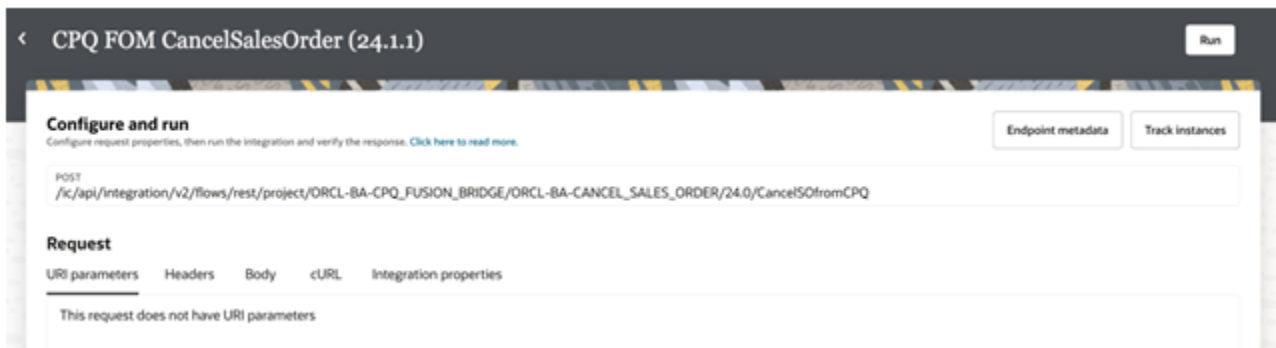 CPQ FOM CancelSalesOrder (24.1.1)
Run
Configure and run
Configure request properties, then run the integration and verify the response. Click here to read more.
Endpoint metadata
Track instances
POST
/ic/api/integration/v2/flows/rest/project/ORCL-BA-CPQ_FUSION_BRIDGE/ORCL-BA-CANCEL_SALES_ORDER/24.0/CancelSOfromCPQ
Request
URI parameters Headers Body cURL Integration properties
This request does not have URI parameters